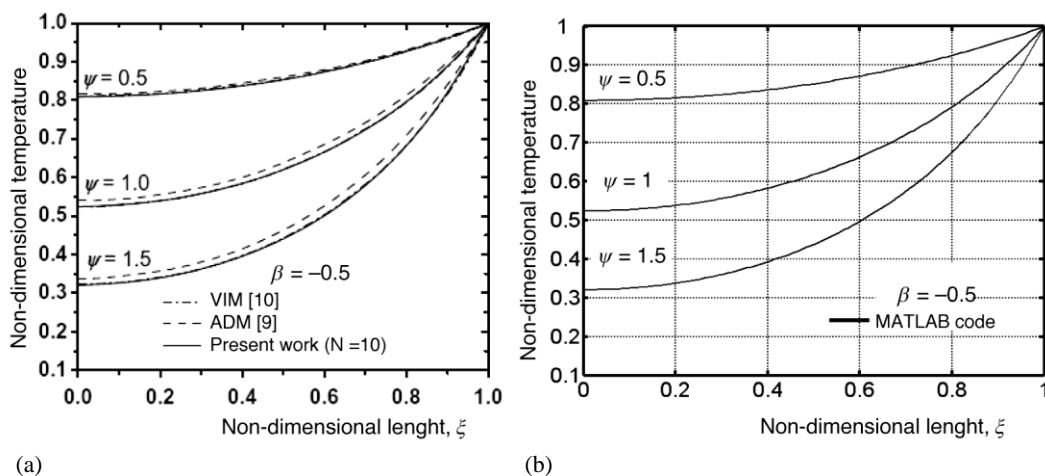 Non-dimensional temperature
1.0
0.9
0.8
0.7
0.6
0.5
0.4
0.3
0.2
0.1
ψ = 0.5
ψ = 1.0
ψ = 1.5
β = –0.5
VIM [10]
ADM [9]
Present work (N =10)
0.0 0.2 0.4 0.6 0.8 1.0
Non-dimensional lenght, ξ
(a)
Non-dimensional temperature
1
0.9
0.8
0.7
0.6
0.5
0.4
0.3
0.2
0.1
ψ = 0.5
ψ = 1
ψ = 1.5
β = –0.5
MATLAB code
0 0.2 0.4 0.6 0.8 1
Non-dimensional lenght, ξ
(b)